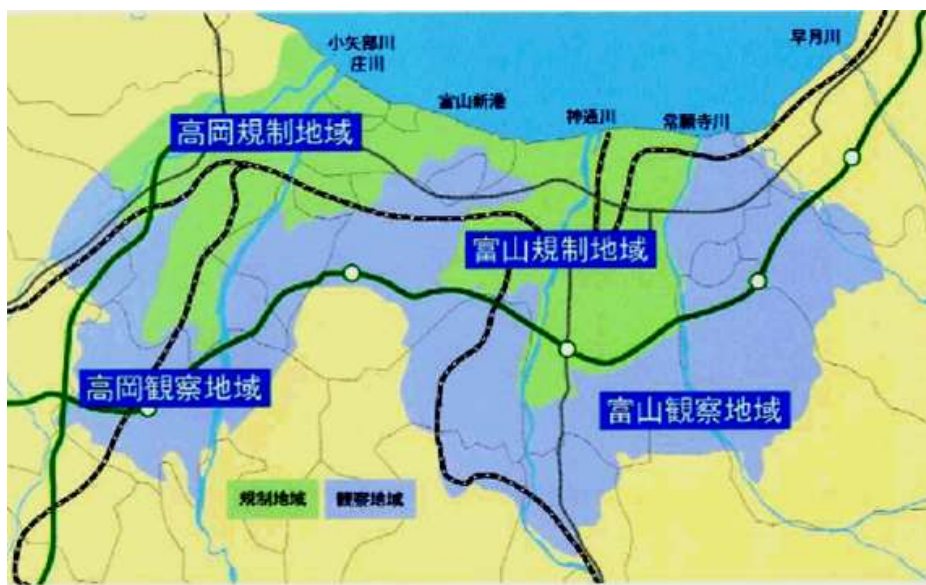 小矢部川
庄川
早月川
富山新港
神通川
常願寺川
高岡規制地域
富山規制地域
高岡観察地域
富山観察地域
規制地域
観察地域